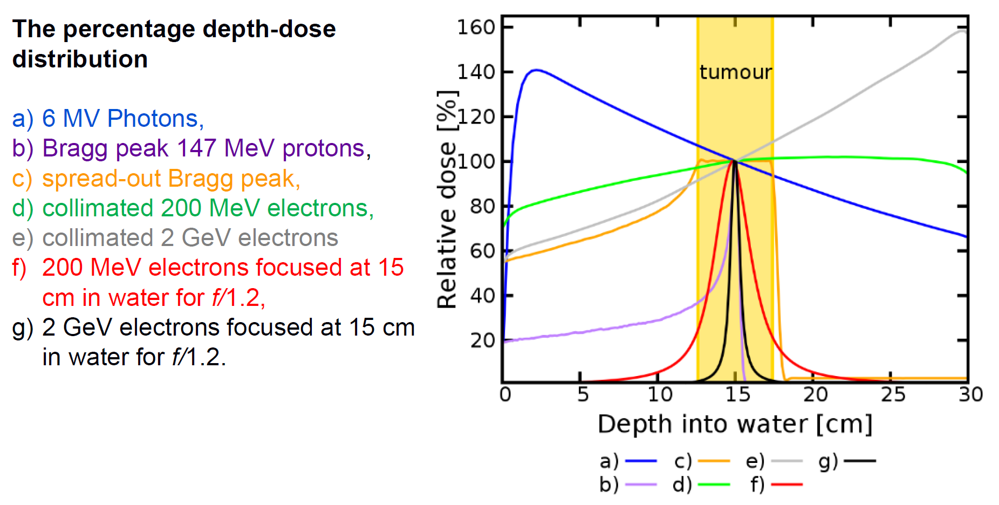 The percentage depth-dose
distribution
a) 6 MV Photons,
b) Bragg peak 147 MeV protons,
c) spread-out Bragg peak,
d) collimated 200 MeV electrons,
e) collimated 2 GeV electrons
f) 200 MeV electrons focused at 15
cm in water for f/1.2,
g) 2 GeV electrons focused at 15 cm
in water for f/1.2.
Relative dose [%]
160
140
120
100
80
60
40
20
tumour
0 5 10 15 20 25 30
Depth into water [cm]
a) c) e) g)
b) d) f)